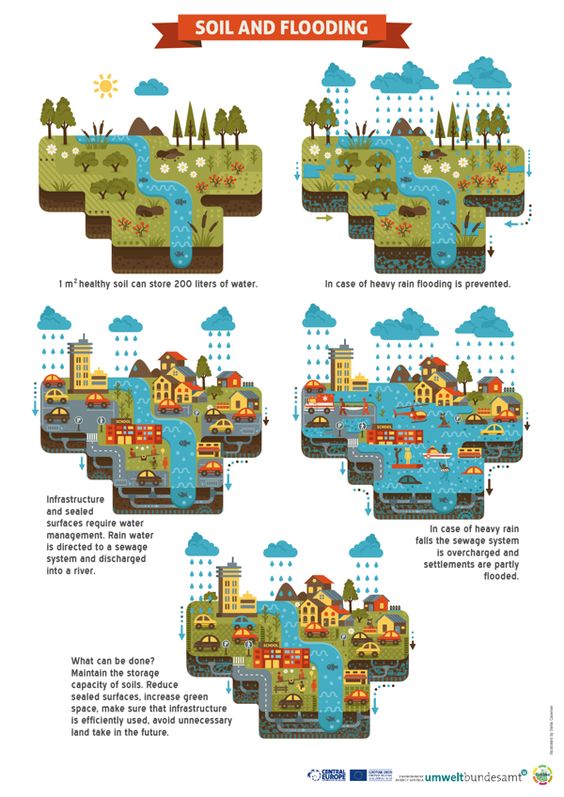 SOIL AND FLOODING
1 m² healthy soil can store 200 liters of water.
In case of heavy rain flooding is prevented.
SCHOOL
SCHOOL
Infrastructure
and sealed
surfaces require water
management. Rain water
is directed to a sewage
system and discharged
into a river.
In case of heavy rain
falls the sewage system
is overcharged and
settlements are partly
flooded.
SCHOOL
What can be done?
Maintain the storage
capacity of soils. Reduce
sealed surfaces, increase green
space, make sure that infrastructure
is efficiently used, avoid unnecessary
land take in the future.
CENTRAL
EUROPE
EUROPEAN UNION
umweltbundesamt